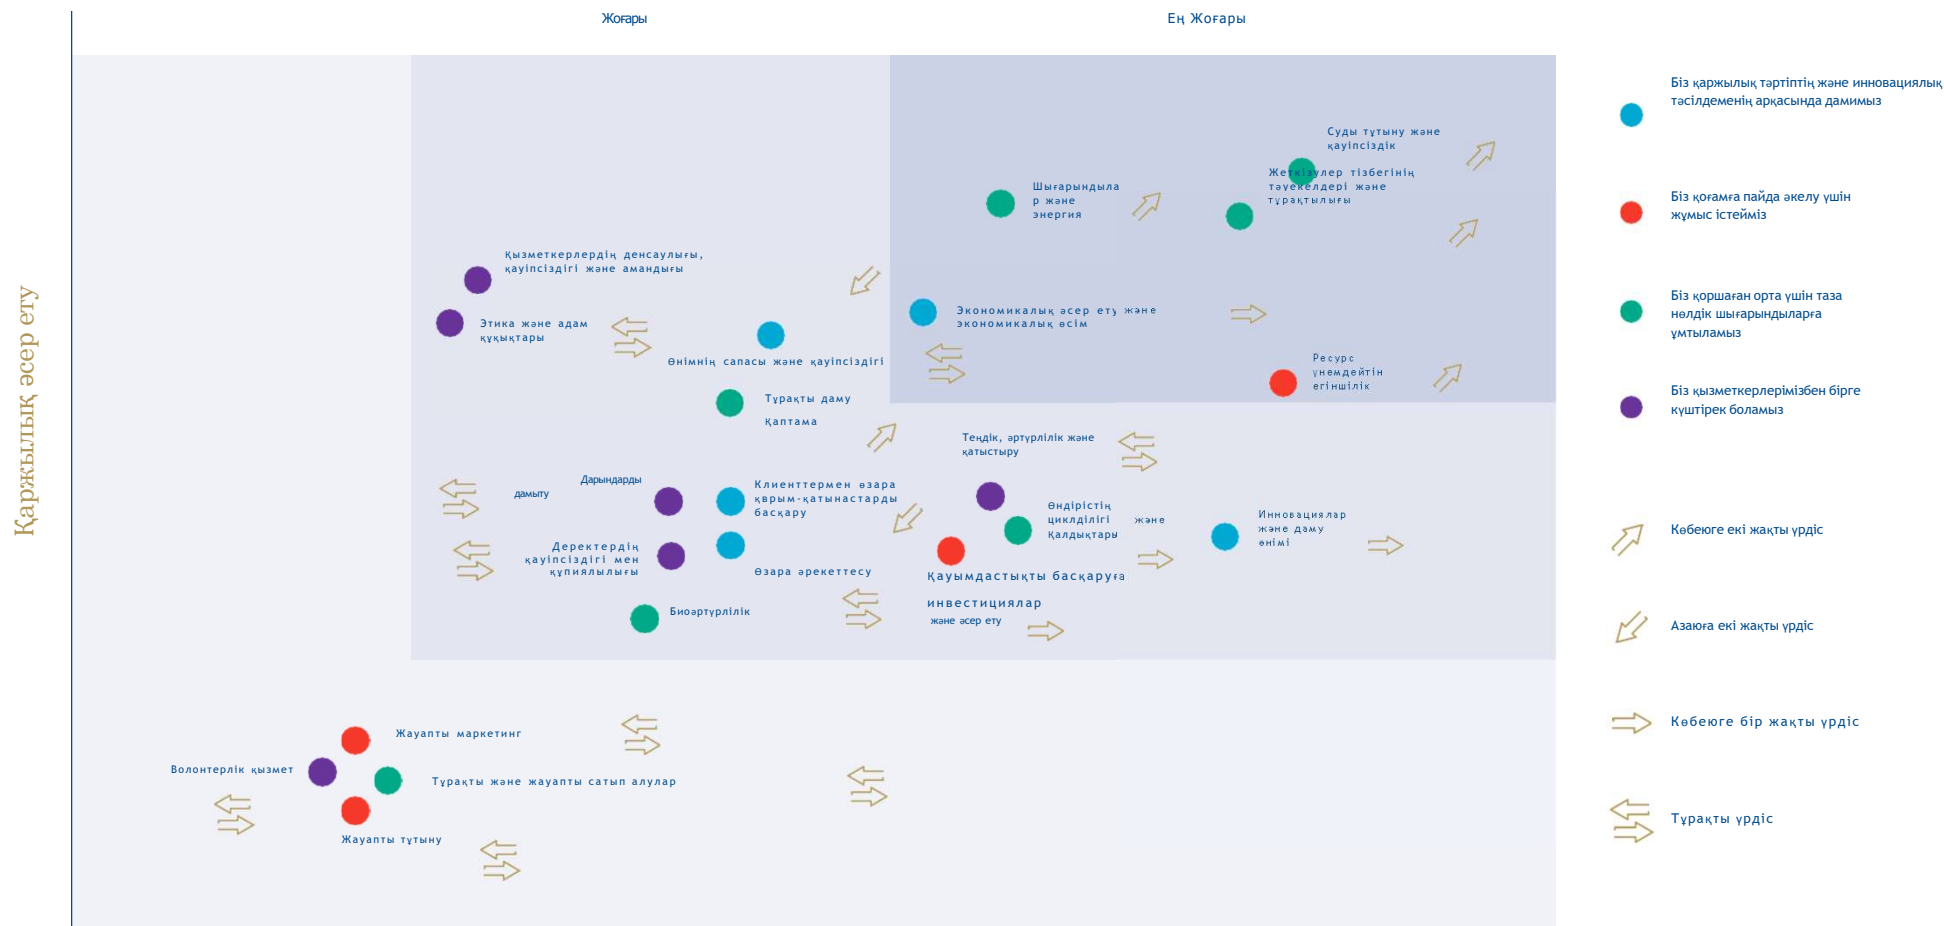 Жоғары
Ең Жоғары
Қаржылық әсер ету
Суды тұтыну және
қауіпсіздік
Жеткізулер тізбегінің
тәуекелдері және
тұрақтылығы
Шығарындыла
р және
энергия
Қызметкерлердің денсаулығы,
қауіпсіздігі және амандығы
Этика және адам
құқықтары
Өнімнің сапасы және қауіпсіздігі
Экономикалық әсер ету және
экономикалық өсім
Ресурс
үнемдейтін
егіншілік
Тұрақты даму
Қаптама
Теңдік, әртүрлілік және
қатыстыру
Дарындарды
дамыту
Клиенттермен өзара
қврым-қатынастарды
басқару
Өндірістің
циклділігі және
Қалдықтары
Инновациялар
және даму
өнімі
Деректердің
қауіпсіздігі мен
құпиялылығы
Өзара әрекеттесу
Қауымдастықты басқаруға
инвестициялар
және әсер ету
Биоәртүрлілік
Жауапты маркетинг
Волонтерлік қызмет
Тұрақты және жауапты сатып алулар
Жауапты тұтыну
Біз қаржылық тәртіптің және инновациялық
тәсілдеменің арқасында дамимыз
Біз қоғамға пайда әкелу үшін
жұмыс істейміз
Біз қоршаған орта үшін таза
нөлдік шығарындыларға
ұмтыламыз
Біз қызметкерлерімізбен бірге
күштірек боламыз
Көбеюге екі жақты үрдіс
Азаюға екі жақты үрдіс
Көбеюге бір жақты үрдіс
Тұрақты үрдіс